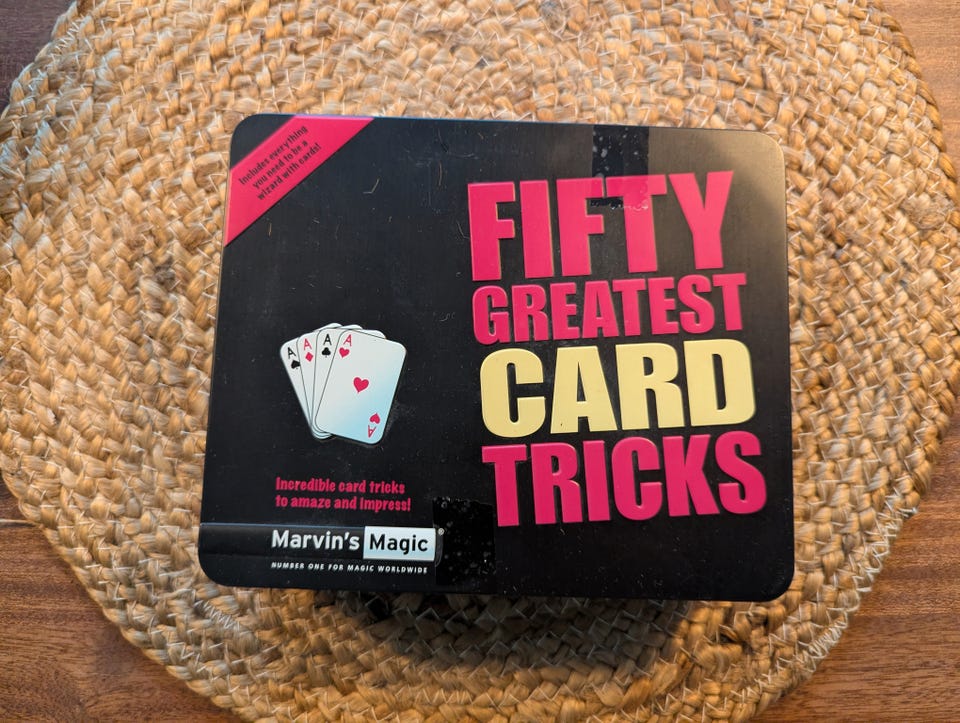 Includes everything
you need to be a
wizard with cards!
FIFTY
GREATEST
CARD
TRICKS
A A A A
A
Incredible card tricks
to amaze and impress!
Marvin's Magic®
NUMBER ONE FOR MAGIC WORLDWIDE